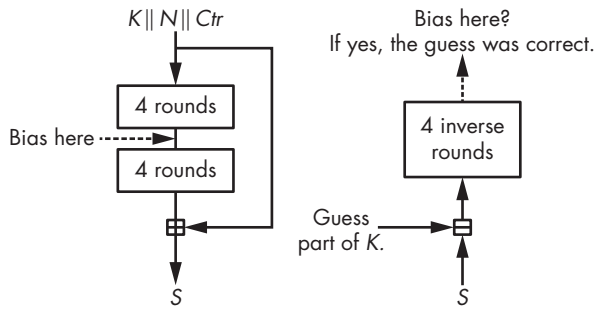 K || N || Ctr
4 rounds
Bias here
4 rounds
S
Bias here?
If yes, the guess was correct.
4 inverse
rounds
Guess
part of K.
S